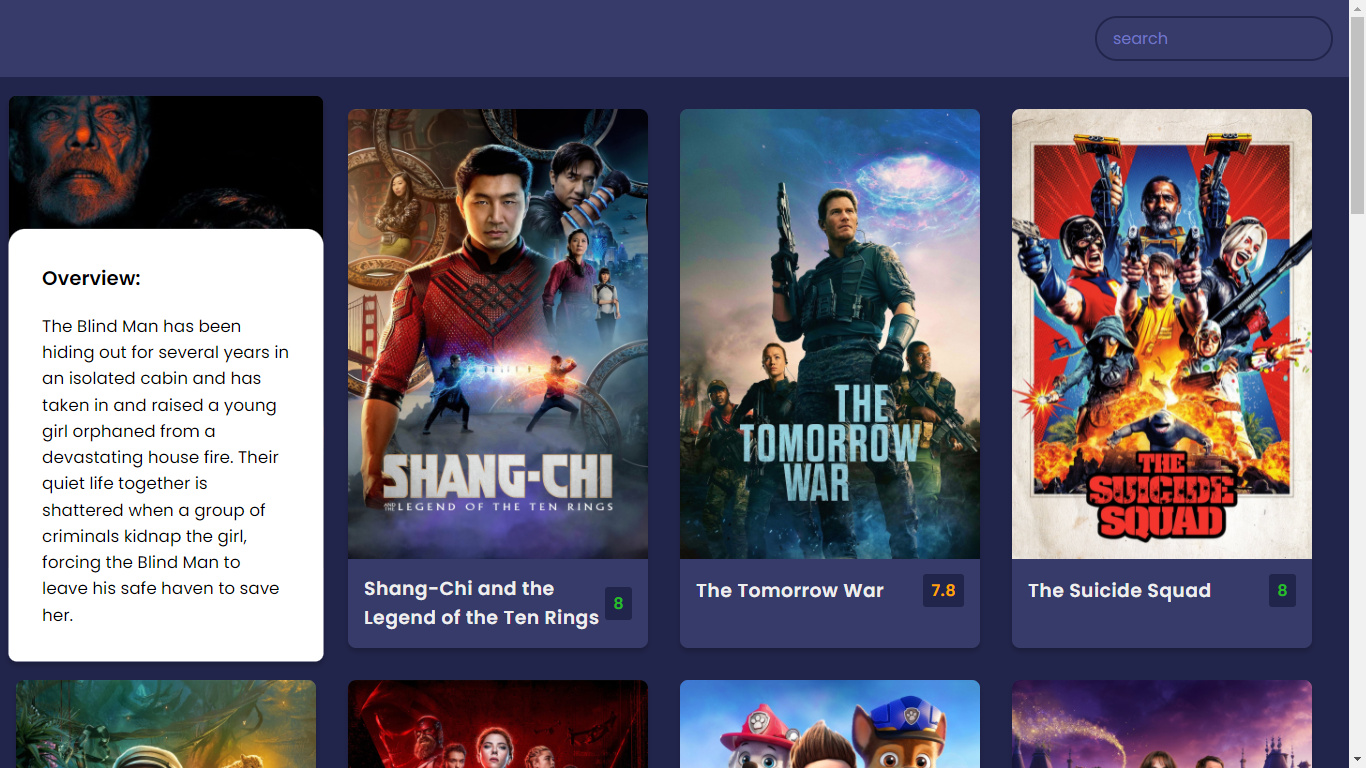 search
Overview:
The Blind Man has been
hiding out for several years in
an isolated cabin and has
taken in and raised a young
girl orphaned from a
devastating house fire. Their
quiet life together is
shattered when a group of
criminals kidnap the girl,
forcing the Blind Man to
leave his safe haven to save
her.
SHANG-CHI
AND THE LEGEND OF THE TEN RINGS
Shang-Chi and the
Legend of the Ten Rings
8
THE
TOMORROW
WAR
The Tomorrow War
7.8
THE
SUICIDE
SQUAD
The Suicide Squad
8